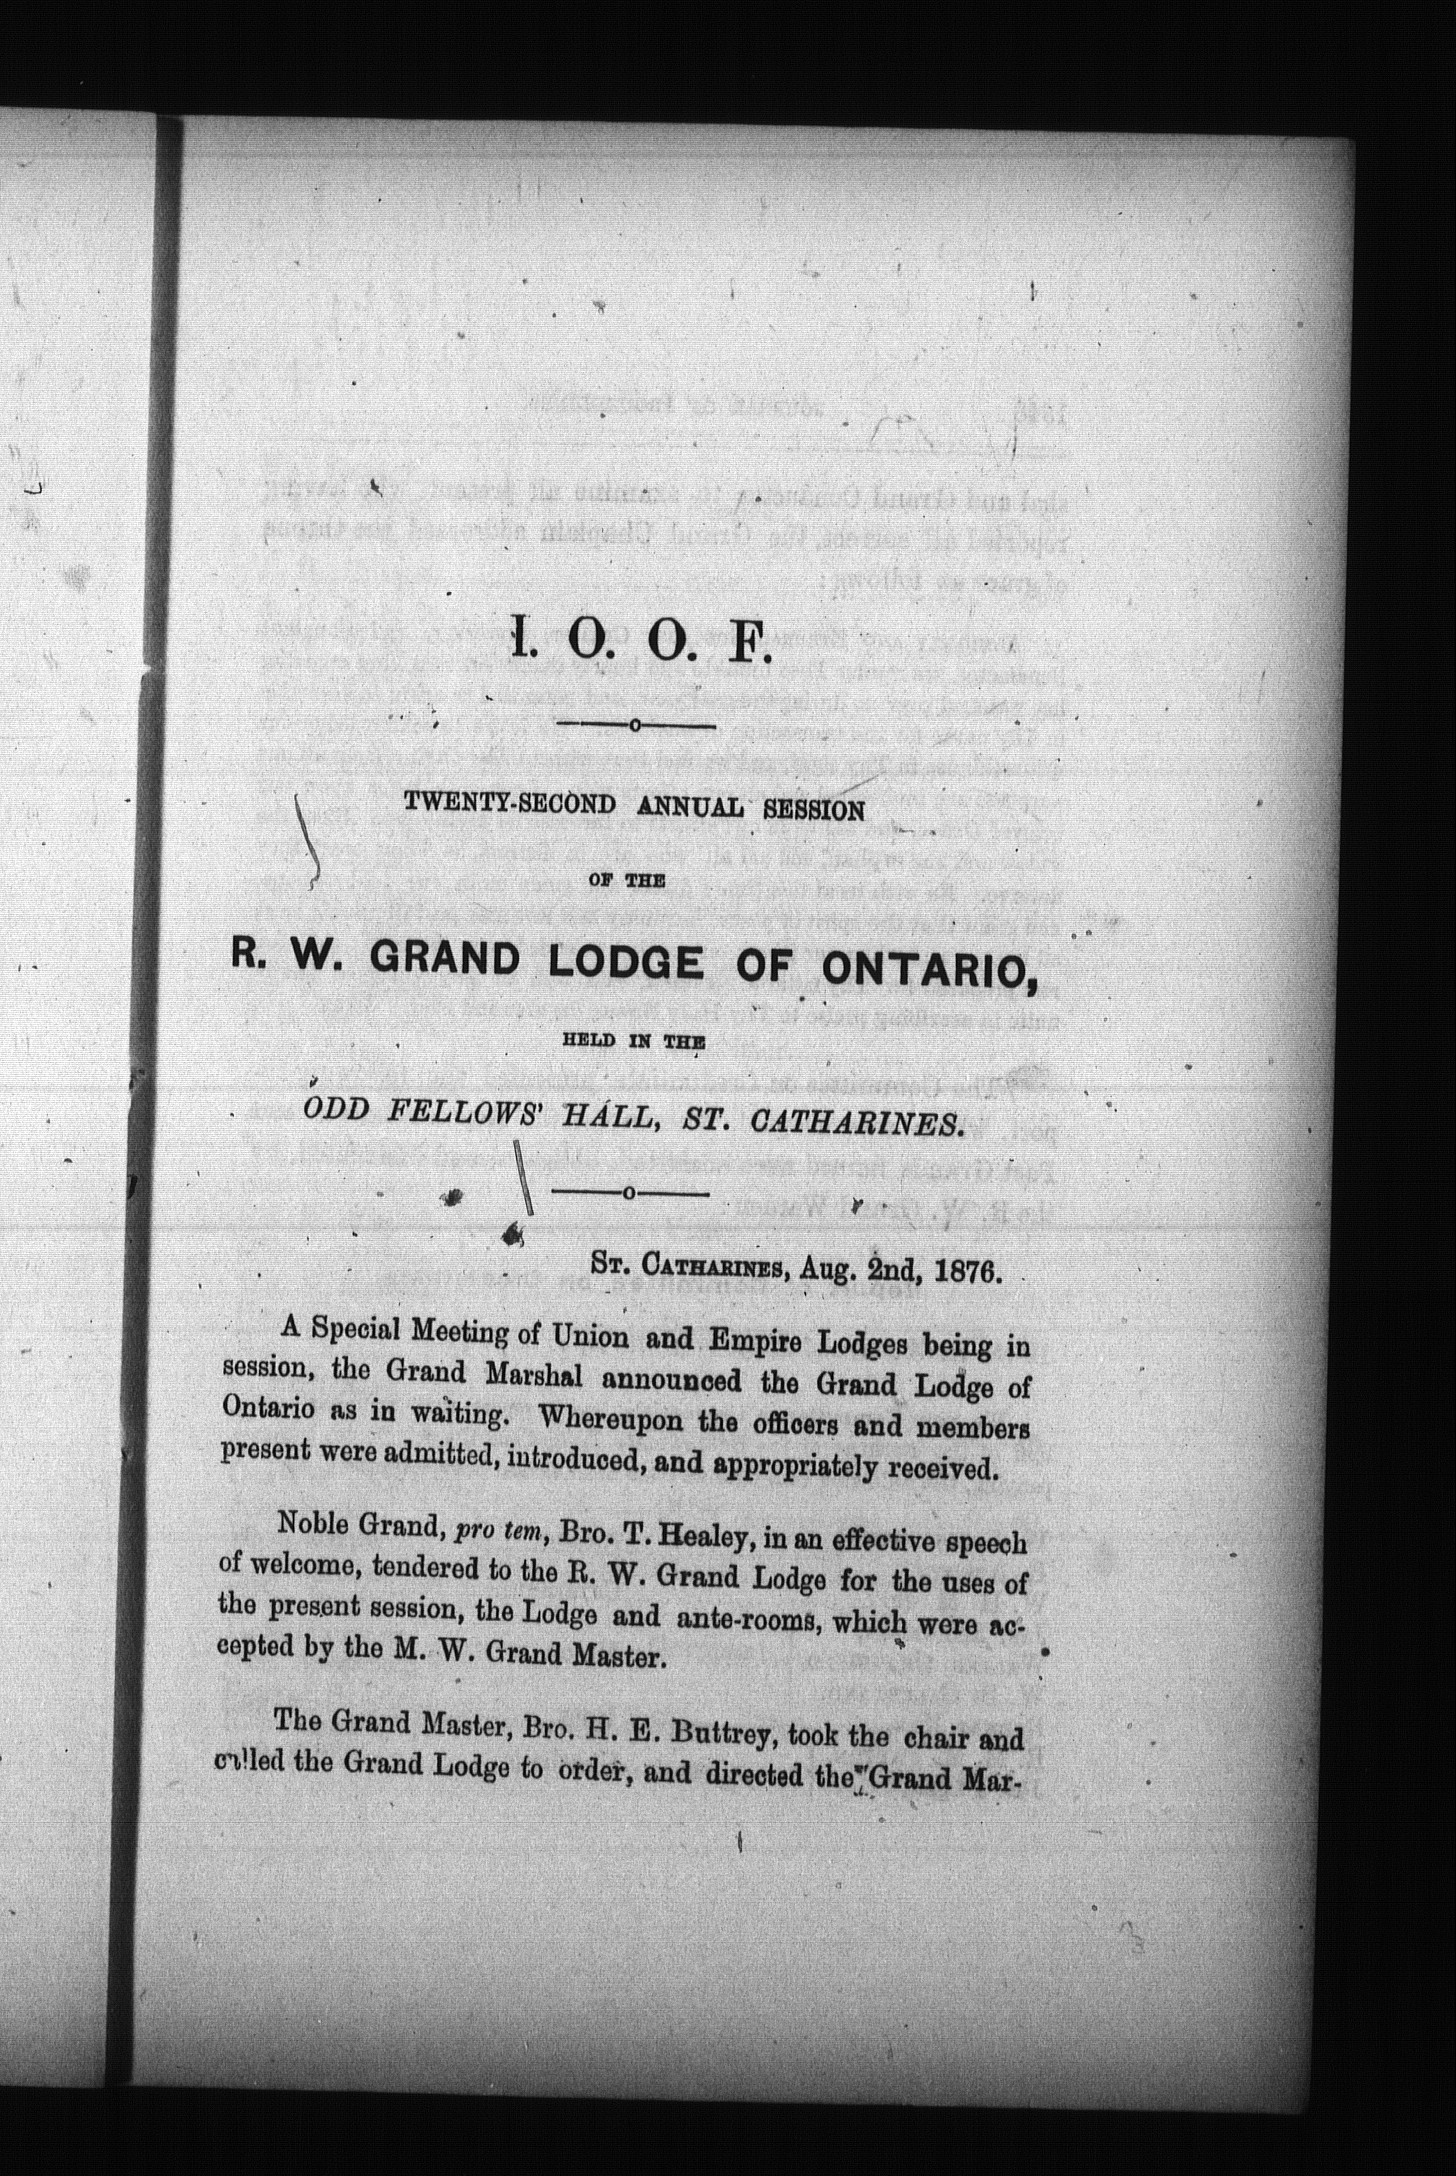 I. O. O. F.
TWENTY-SECOND ANNUAL SESSION
OF THE
R. W. GRAND LODGE OF ONTARIO,
HELD IN THE
ODD FELLOWS' HALL, ST. CATHARINES.
ST. CATHARINES, Aug. 2nd, 1876.
A Special Meeting of Union and Empire Lodges being in
session, the Grand Marshal announced the Grand Lodge of
Ontario as in waiting. Whereupon the officers and members
present were admitted, introduced, and appropriately received.
Noble Grand, pro tem, Bro. T. Healey, in an effective speech
of welcome, tendered to the R. W. Grand Lodge for the uses of
the present session, the Lodge and ante-rooms, which were ac-
cepted by the M. W. Grand Master.
The Grand Master, Bro. H. E. Buttrey, took the chair and
called the Grand Lodge to order, and directed the Grand Mar-